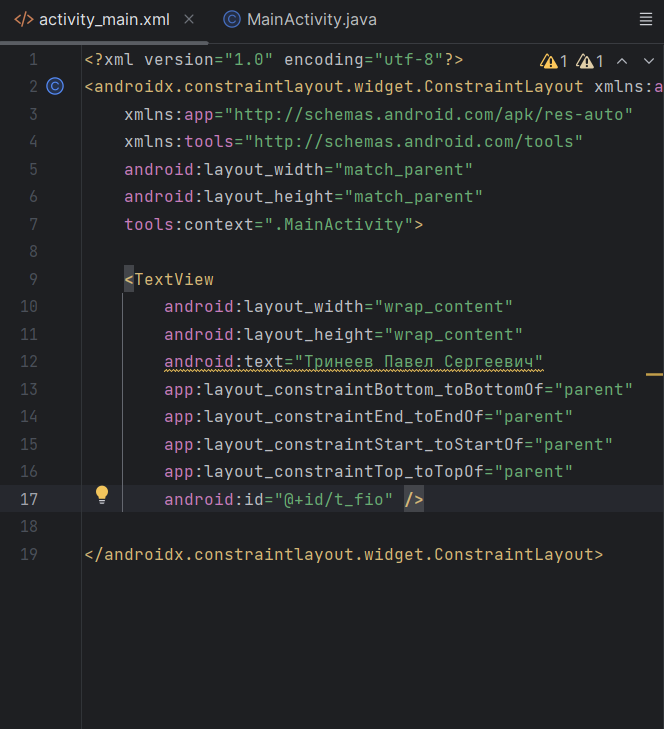 </> activity_main.xml × © MainActivity.java
1 <?xml version="1.0" encoding="utf-8"?> 1 1
2 <androidx.constraintlayout.widget.ConstraintLayout xmlns:a
3 xmlns:app="http://schemas.android.com/apk/res-auto"
4 xmlns:tools="http://schemas.android.com/tools"
5 android:layout_width="match_parent"
6 android:layout_height="match_parent"
7 tools:context=".MainActivity">
8
9 <TextView
10 android:layout_width="wrap_content"
11 android:layout_height="wrap_content"
12 android:text="Тринеев Павел Сергеевич"
13 app:layout_constraintBottom_toBottomOf="parent"
14 app:layout_constraintEnd_toEndOf="parent"
15 app:layout_constraintStart_toStartOf="parent"
16 app:layout_constraintTop_toTopOf="parent"
17 android:id="@+id/t_fio" />
18
19 </androidx.constraintlayout.widget.ConstraintLayout>